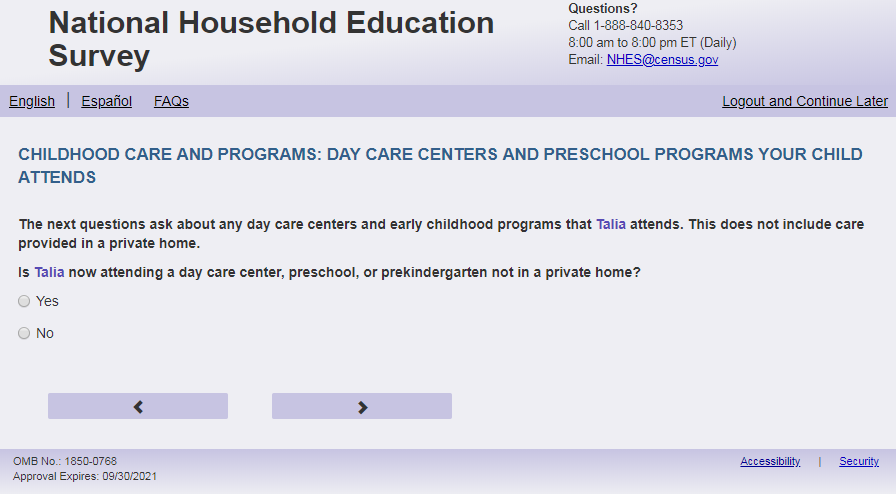 National Household Education
Survey
Questions?
Call 1-888-840-8353
8:00 am to 8:00 pm ET (Daily)
Email: NHES@census.gov
English | Español FAQs
Logout and Continue Later
CHILDHOOD CARE AND PROGRAMS: DAY CARE CENTERS AND PRESCHOOL PROGRAMS YOUR CHILD
ATTENDS
The next questions ask about any day care centers and early childhood programs that Talia attends. This does not include care
provided in a private home.
Is Talia now attending a day care center, preschool, or prekindergarten not in a private home?
Yes
No
OMB No.: 1850-0768
Approval Expires: 09/30/2021
Accessibility | Security